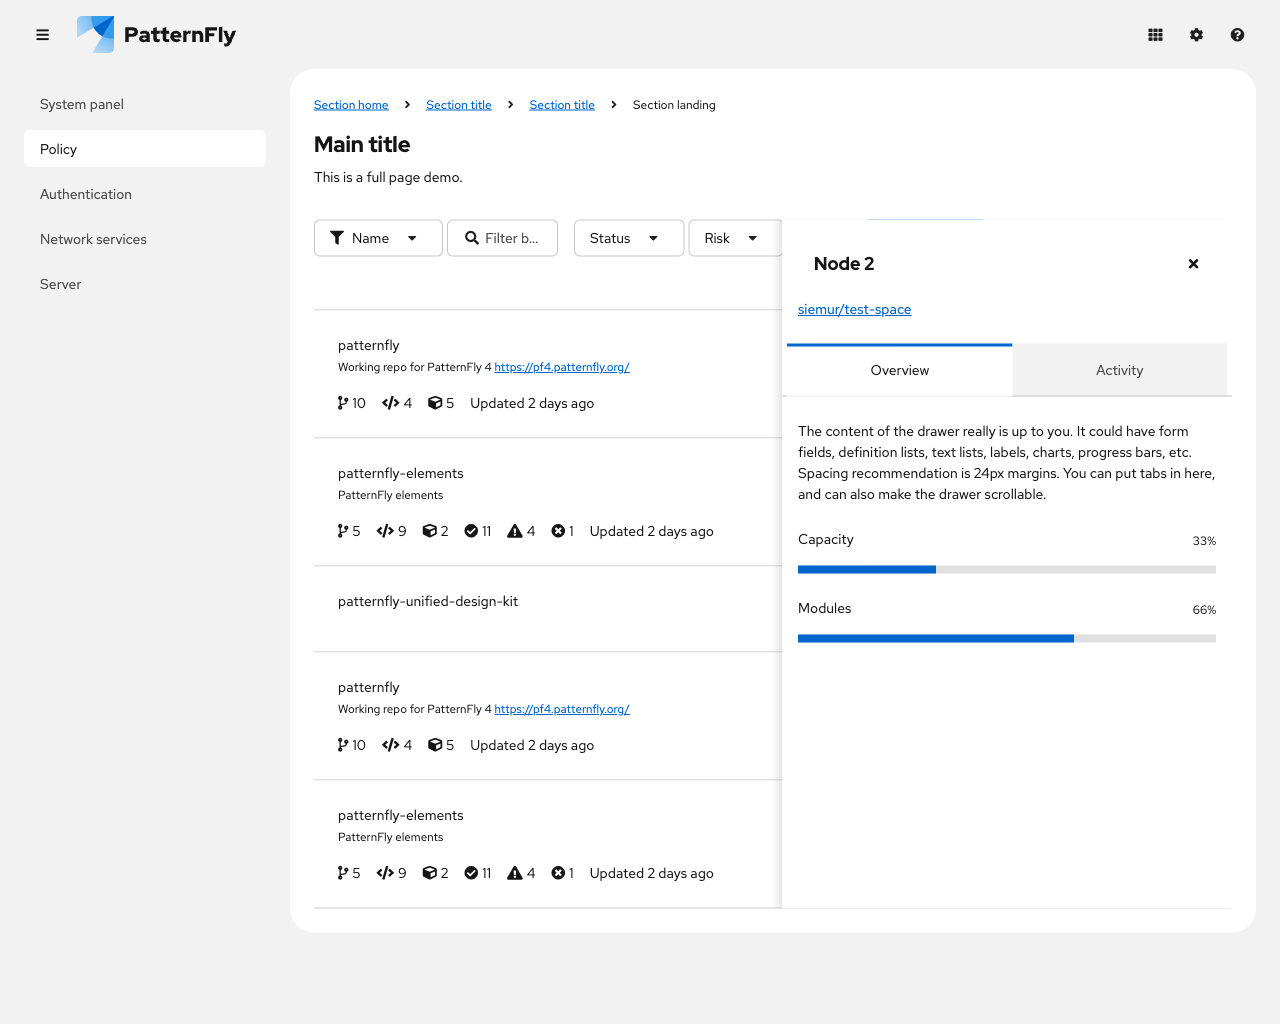 PatternFly
System panel
Policy
Authentication
Network services
Server
Section home
Section title
Section title
Section landing
Main title
This is a full page demo.
Name
Filter b...
Status
Risk
patternfly
Working repo for PatternFly 4 https://pf4.patternfly.org/
10 4 5 Updated 2 days ago
patternfly-elements
PatternFly elements
5 9 2 11 4 1 Updated 2 days ago
patternfly-unified-design-kit
patternfly
Working repo for PatternFly 4 https://pf4.patternfly.org/
10 4 5 Updated 2 days ago
patternfly-elements
PatternFly elements
5 9 2 11 4 1 Updated 2 days ago
Node 2
siemur/test-space
Overview
Activity
The content of the drawer really is up to you. It could have form
fields, definition lists, text lists, labels, charts, progress bars, etc.
Spacing recommendation is 24px margins. You can put tabs in here,
and can also make the drawer scrollable.
Capacity
33%
Modules
66%